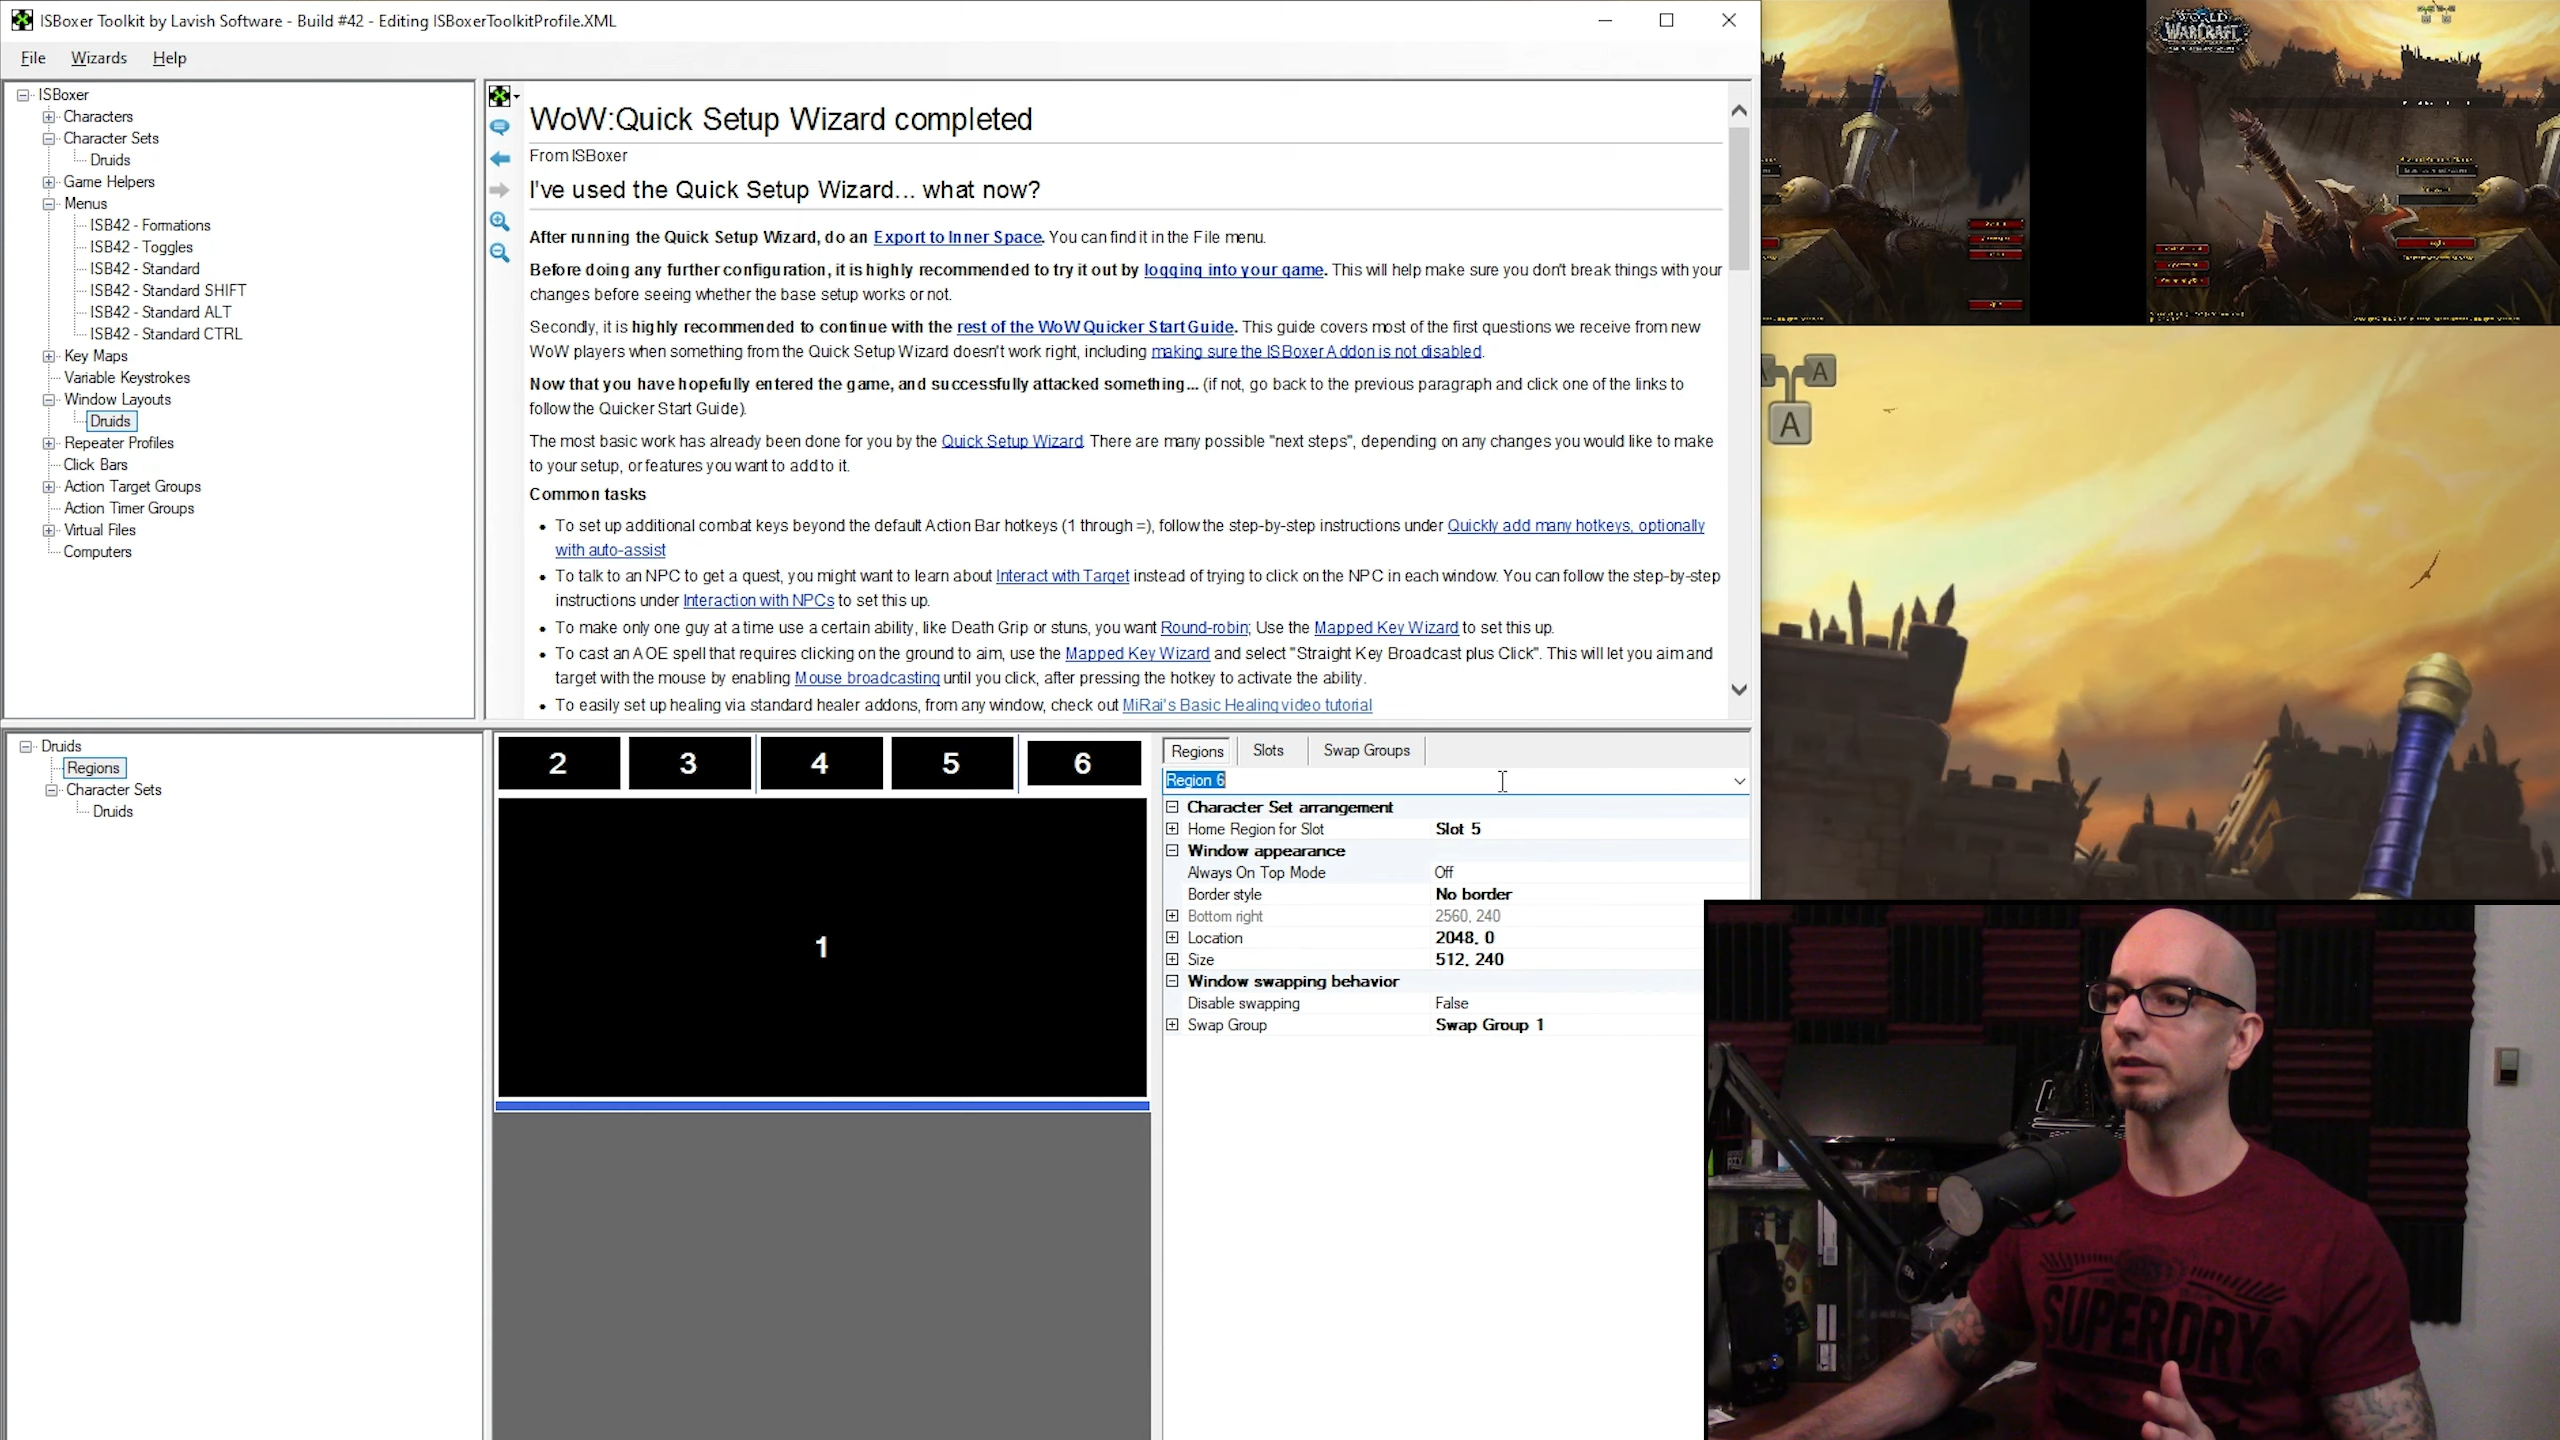 ISBoxer Toolkit by Lavish Software - Build #42 - Editing ISBoxerToolkitProfile.XML
File Wizards Help
ISBoxer
Characters
Character Sets
Druids
Game Helpers
Menus
ISB42 - Formations
ISB42 - Toggles
ISB42 - Standard
ISB42 - Standard SHIFT
ISB42 - Standard ALT
ISB42 - Standard CTRL
Key Maps
Variable Keystrokes
Window Layouts
Druids
Repeater Profiles
Click Bars
Action Target Groups
Action Timer Groups
Virtual Files
Computers
WoW:Quick Setup Wizard completed
From ISBoxer
I've used the Quick Setup Wizard... what now?
After running the Quick Setup Wizard, do an Export to Inner Space. You can find it in the File menu.
Before doing any further configuration, it is highly recommended to try it out by logging into your game. This will help make sure you don't break things with your
changes before seeing whether the base setup works or not.
Secondly, it is highly recommended to continue with the rest of the WoW Quicker Start Guide. This guide covers most of the first questions we receive from new
WoW players when something from the Quick Setup Wizard doesn't work right, including making sure the ISBoxer Addon is not disabled.
Now that you have hopefully entered the game, and successfully attacked something... (if not, go back to the previous paragraph and click one of the links to
follow the Quicker Start Guide).
The most basic work has already been done for you by the Quick Setup Wizard. There are many possible "next steps", depending on any changes you would like to make
to your setup, or features you want to add to it.
Common tasks
To set up additional combat keys beyond the default Action Bar hotkeys (1 through =), follow the step-by-step instructions under Quickly add many hotkeys, optionally
with auto-assist
To talk to an NPC to get a quest, you might want to learn about Interact with Target instead of trying to click on the NPC in each window. You can follow the step-by-step
instructions under Interaction with NPCs to set this up.
To make only one guy at a time use a certain ability, like Death Grip or stuns, you want Round-robin; Use the Mapped Key Wizard to set this up.
To cast an AOE spell that requires clicking on the ground to aim, use the Mapped Key Wizard and select "Straight Key Broadcast plus Click". This will let you aim and
target with the mouse by enabling Mouse broadcasting until you click, after pressing the hotkey to activate the ability.
To easily set up healing via standard healer addons, from any window, check out MiRai's Basic Healing video tutorial
WORLD
WARCRAFT
A
A
Druids
Regions
Character Sets
Druids
2 3 4 5 6
1
Regions Slots Swap Groups
Region 6
Character Set arrangement
Home Region for Slot Slot 5
Window appearance
Always On Top Mode Off
Border style No border
Bottom right 2560, 240
Location 2048, 0
Size 512, 240
Window swapping behavior
Disable swapping False
Swap Group Swap Group 1
SUPERDRY